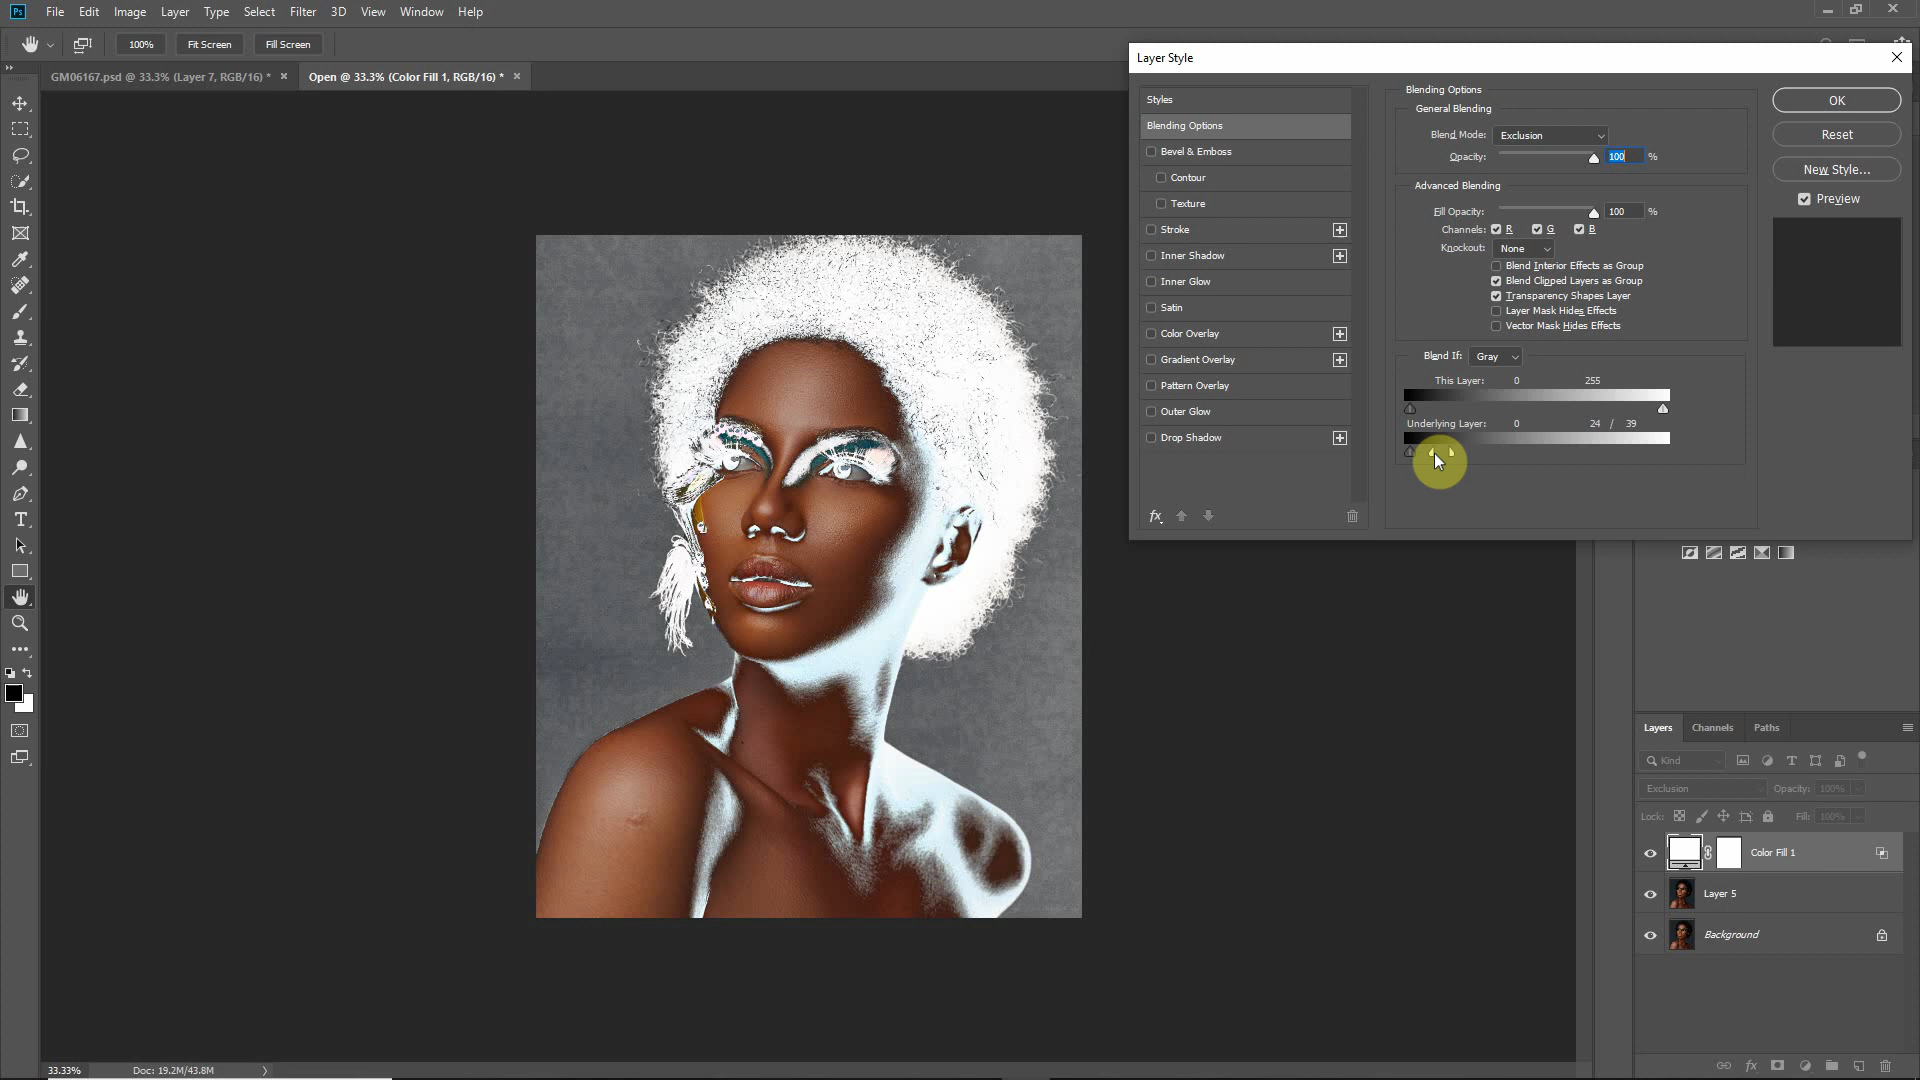 Ps File Edit Image Layer Type Select Filter 3D View Window Help
100% Fit Screen Fill Screen
GM06167.psd @ 33.3% (Layer 7, RGB/16) * × Open @ 33.3% (Color Fill 1, RGB/16) * ×
Layer Style
Styles
Blending Options
Bevel & Emboss
Contour
Texture
Stroke
Inner Shadow
Inner Glow
Satin
Color Overlay
Gradient Overlay
Pattern Overlay
Outer Glow
Drop Shadow
fx
Blending Options
General Blending
Blend Mode: Exclusion
Opacity: 100 %
Advanced Blending
Fill Opacity: 100 %
Channels: R G B
Knockout: None
Blend Interior Effects as Group
Blend Clipped Layers as Group
Transparency Shapes Layer
Layer Mask Hides Effects
Vector Mask Hides Effects
Blend If: Gray
This Layer: 0 255
Underlying Layer: 0 24 / 39
OK
Reset
New Style...
Preview
Layers Channels Paths
Kind
Exclusion Opacity: 100%
Lock: Fill: 100%
Color Fill 1
Layer 5
Background
fx
33.33% Doc: 19.2M/43.8M